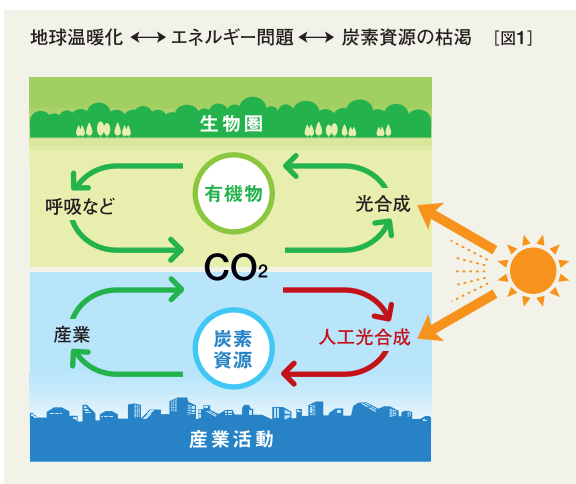 地球温暖化 ⟷ エネルギー問題 ⟷ 炭素資源の枯渇 [図1]
生物圏
有機物
呼吸など
光合成
CO₂
産業
炭素
資源
人工光合成
産業活動